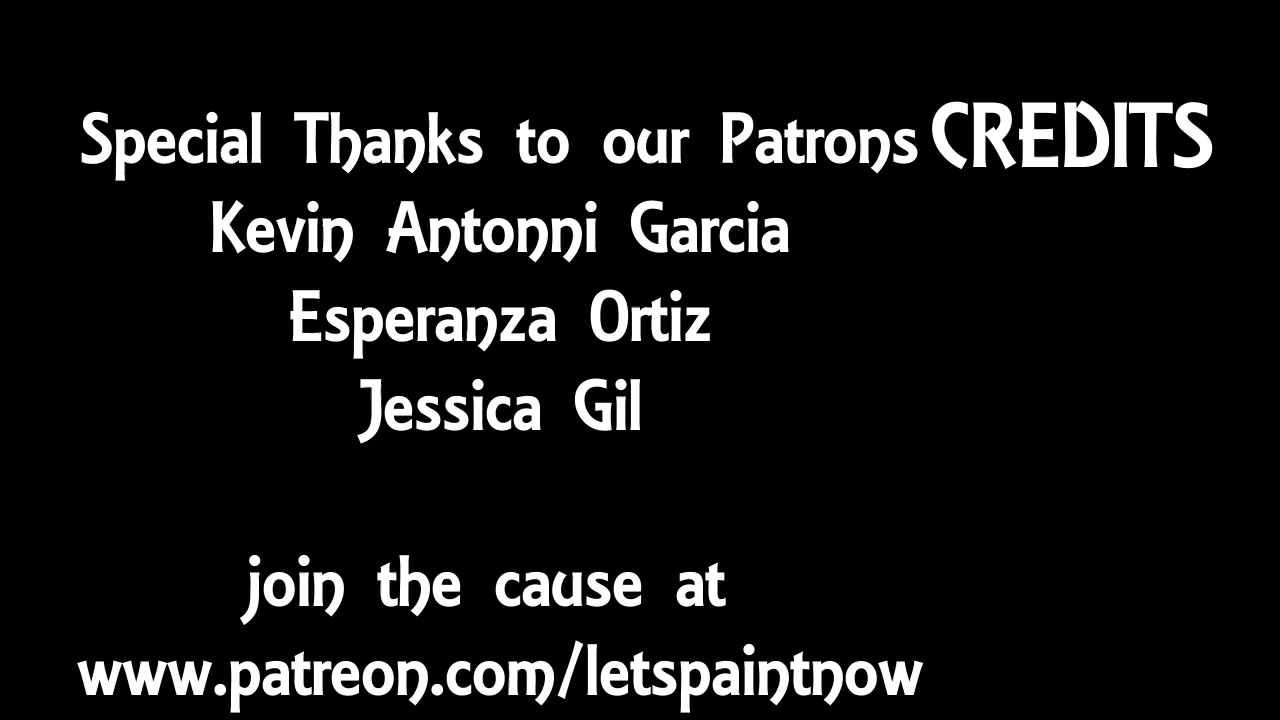 Special Thanks to our Patrons CREDITS
Kevin Antonni Garcia
Esperanza Ortiz
Jessica Gil
join the cause at
www.patreon.com/letspaintnow